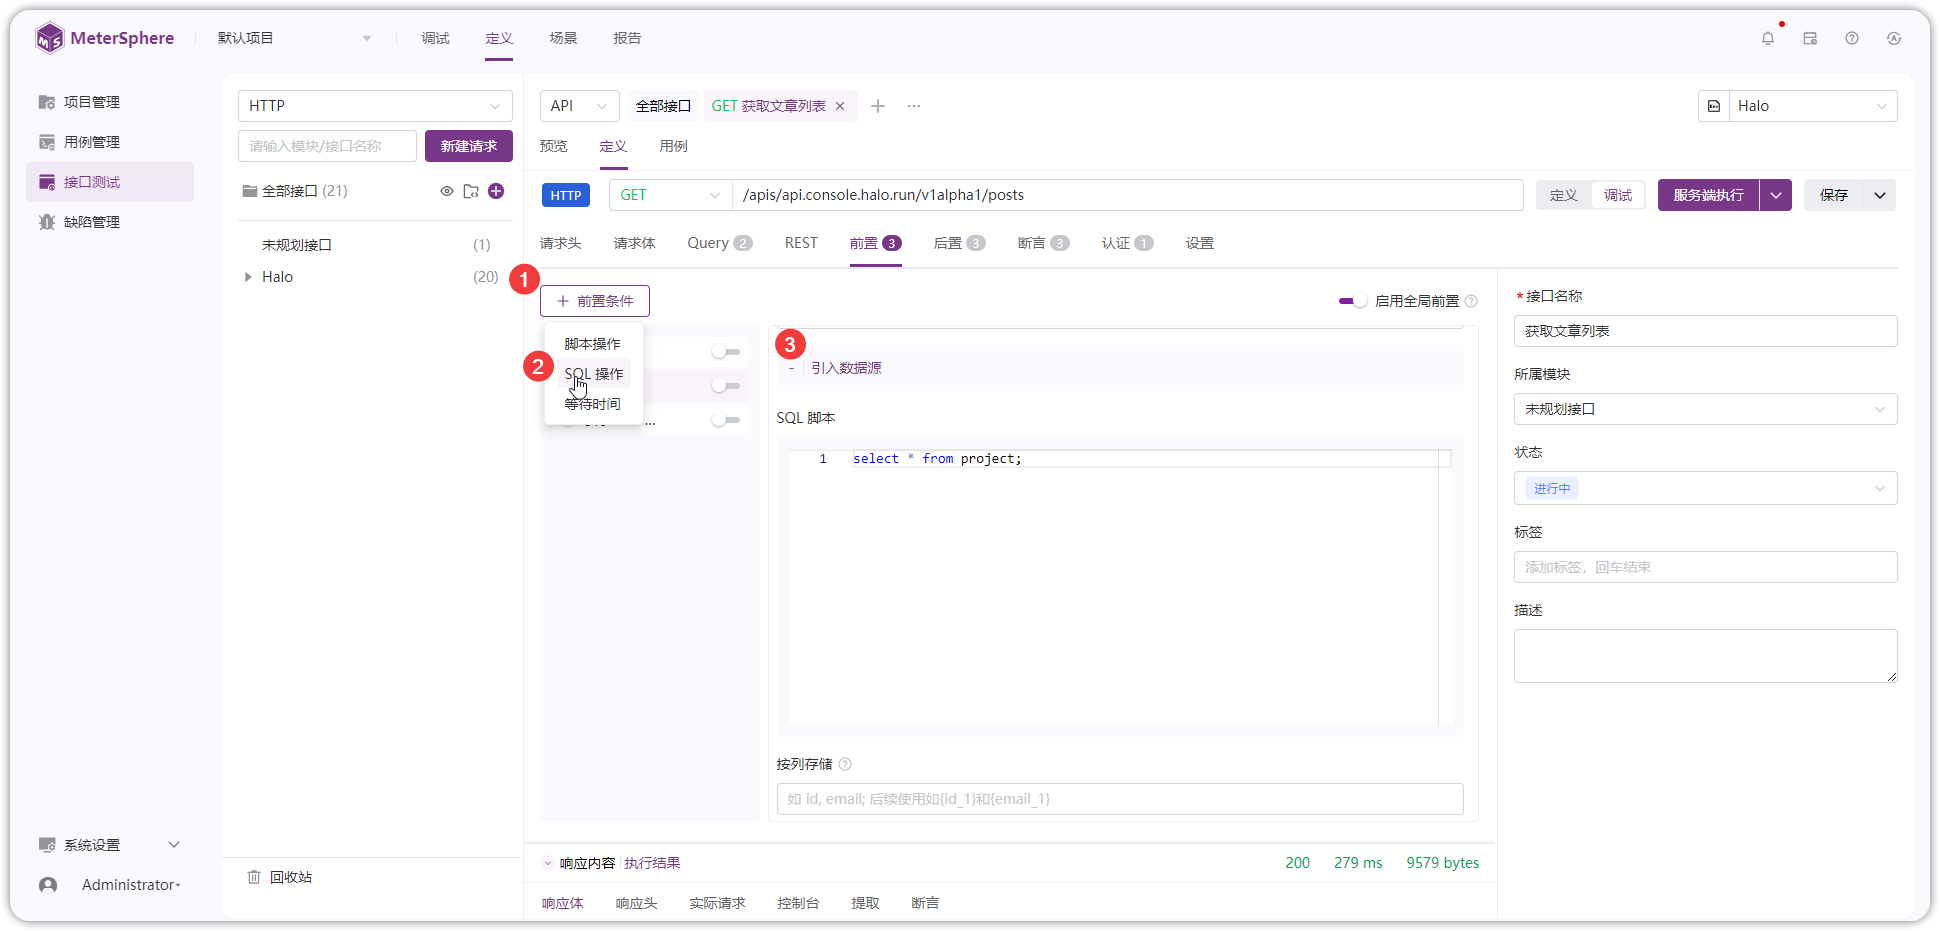 MeterSphere
默认项目
调试
定义
场景
报告
项目管理
用例管理
接口测试
缺陷管理
系统设置
Administrator
HTTP
请输入模块/接口名称
新建请求
全部接口 (21)
未规划接口 (1)
Halo (20)
回收站
API
全部接口
GET 获取文章列表
Halo
预览
定义
用例
HTTP
GET
/apis/api.console.halo.run/v1alpha1/posts
定义
调试
服务端执行
保存
请求头
请求体
Query 2
REST
前置 3
后置 3
断言 3
认证 1
设置
1
前置条件
启用全局前置
脚本操作
2
SQL 操作
等待时间
...
3
- 引入数据源
SQL 脚本
1 select * from project;
按列存储
如 id, email; 后续使用如{id_1}和{email_1}
*接口名称
获取文章列表
所属模块
未规划接口
状态
进行中
标签
添加标签，回车结束
描述
响应内容
执行结果
200
279 ms
9579 bytes
响应体
响应头
实际请求
控制台
提取
断言